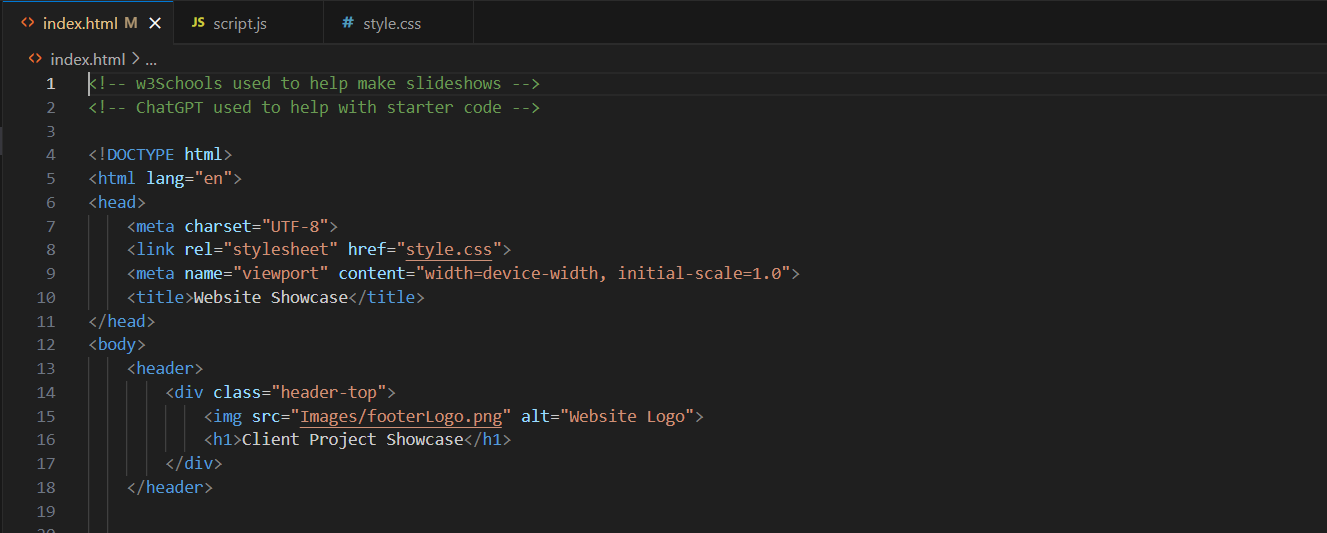 index.html M
JS script.js
# style.css
index.html > ...
1 <!-- w3Schools used to help make slideshows -->
2 <!-- ChatGPT used to help with starter code -->
3
4 <!DOCTYPE html>
5 <html lang="en">
6 <head>
7 <meta charset="UTF-8">
8 <link rel="stylesheet" href="style.css">
9 <meta name="viewport" content="width=device-width, initial-scale=1.0">
10 <title>Website Showcase</title>
11 </head>
12 <body>
13 <header>
14 <div class="header-top">
15 <img src="Images/footerLogo.png" alt="Website Logo">
16 <h1>Client Project Showcase</h1>
17 </div>
18 </header>
19